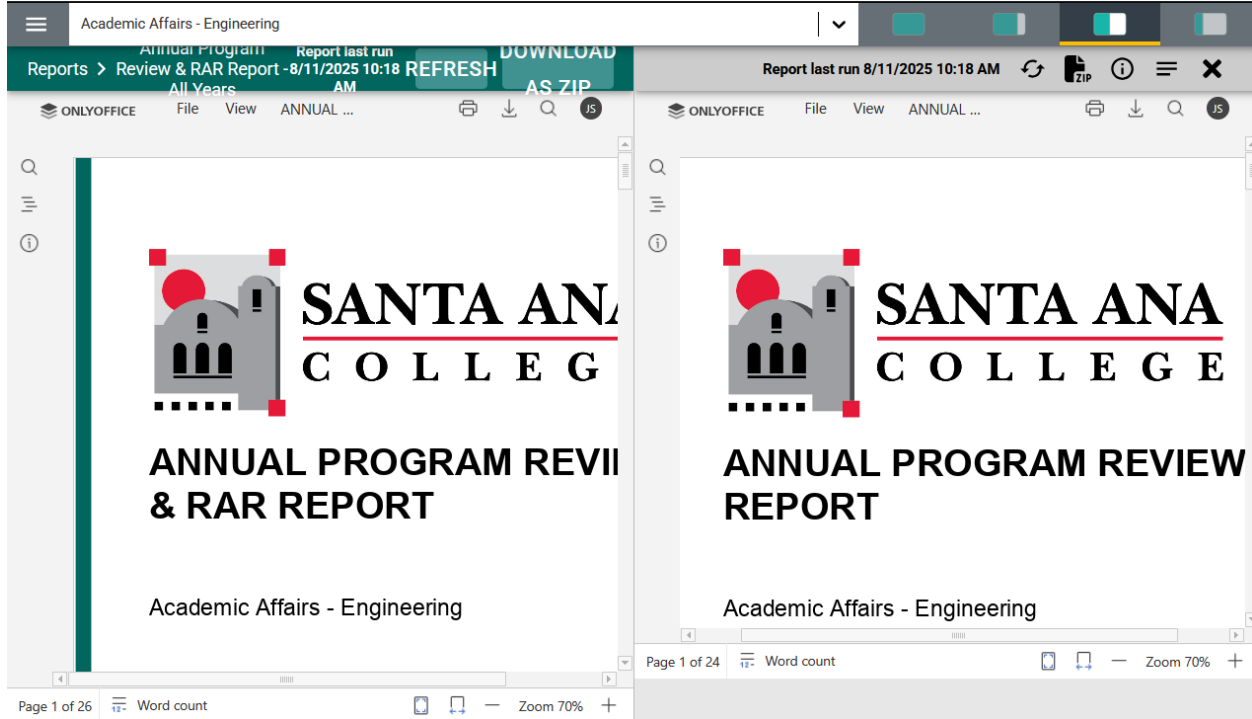 Academic Affairs - Engineering
Reports > Annual Program Review & RAR Report - All Years
Report last run 8/11/2025 10:18 AM
REFRESH
DOWNLOAD AS ZIP
ONLYOFFICE File View ANNUAL ... JS
SANTA ANA
COLLEG
ANNUAL PROGRAM REVI
& RAR REPORT
Academic Affairs - Engineering
Page 1 of 26 Word count Zoom 70%
Report last run 8/11/2025 10:18 AM ZIP
ONLYOFFICE File View ANNUAL ... JS
SANTA ANA
COLLEGE
ANNUAL PROGRAM REVIEW
REPORT
Academic Affairs - Engineering
Page 1 of 24 Word count Zoom 70%